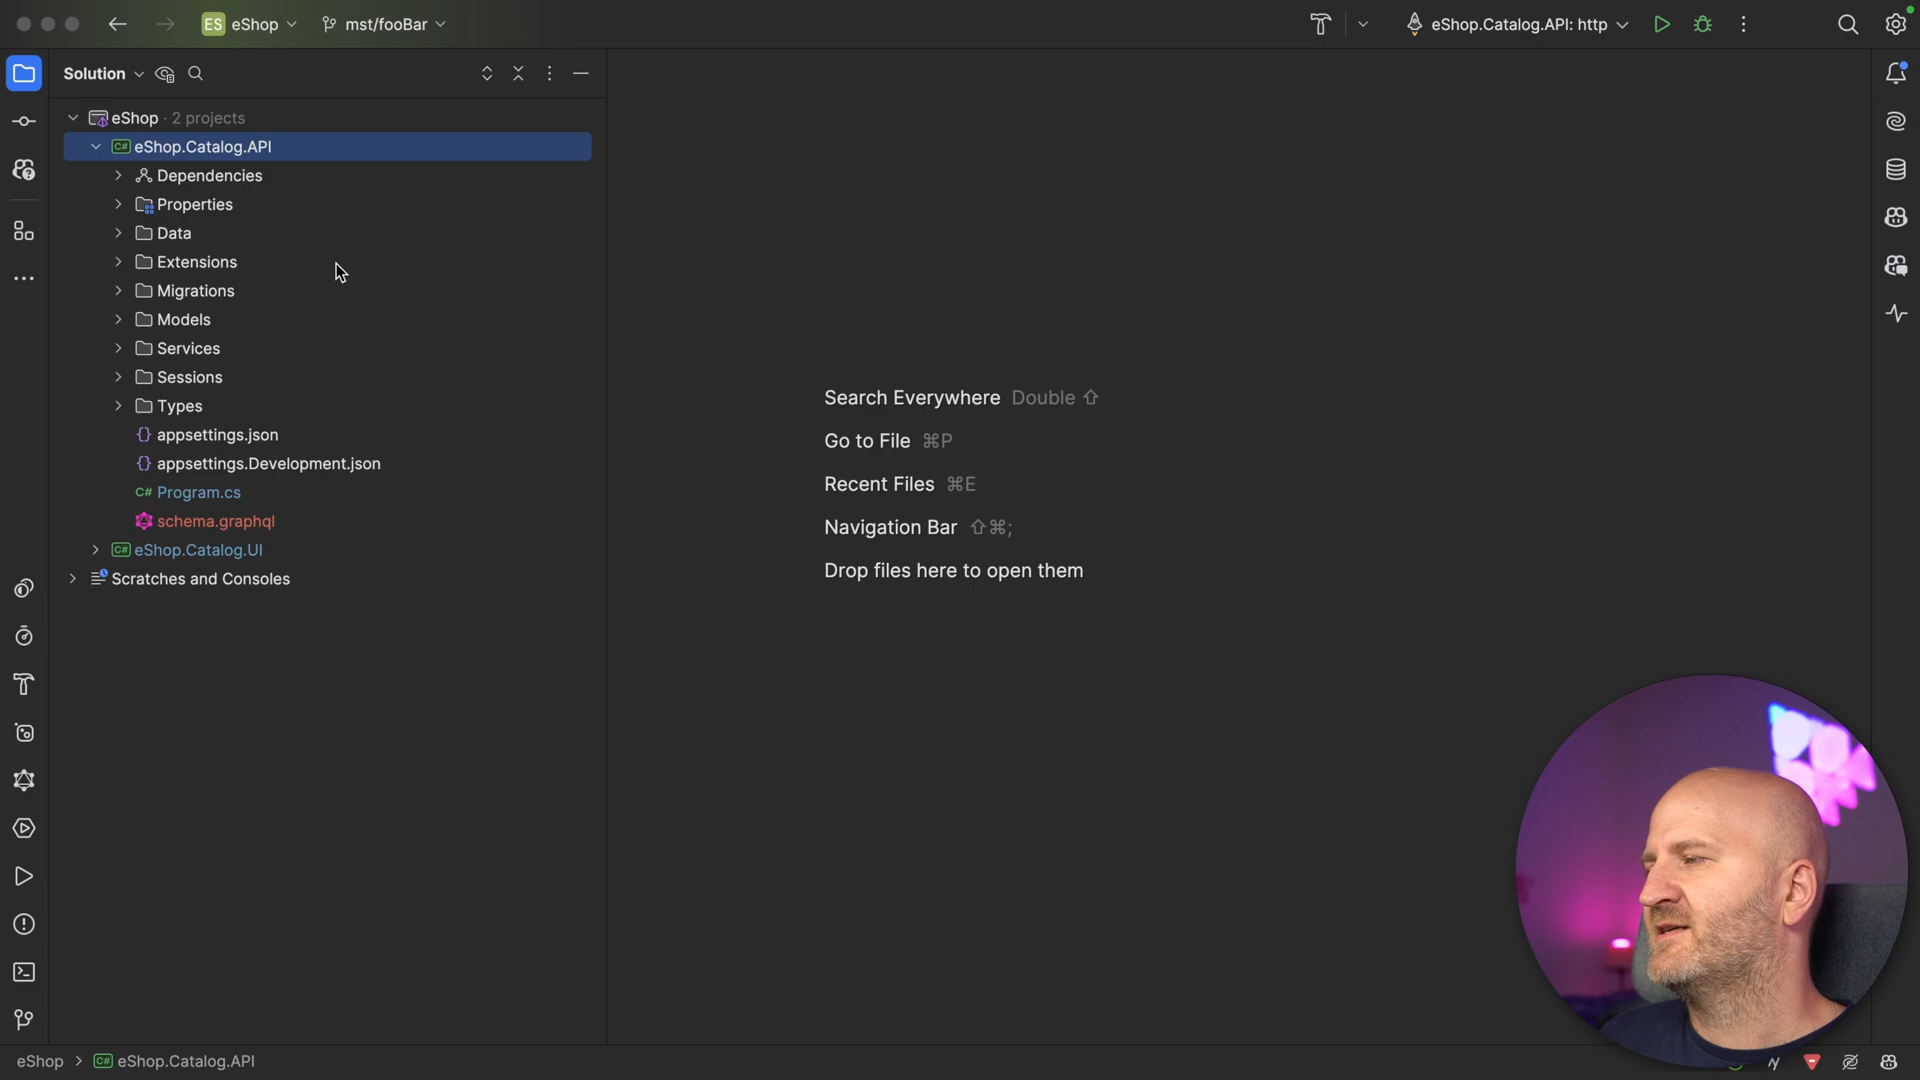 ES eShop
mst/fooBar
eShop.Catalog.API: http
Solution
eShop · 2 projects
C# eShop.Catalog.API
Dependencies
Properties
Data
Extensions
Migrations
Models
Services
Sessions
Types
{} appsettings.json
{} appsettings.Development.json
C# Program.cs
schema.graphql
C# eShop.Catalog.UI
Scratches and Consoles
Search Everywhere Double ⇧
Go to File ⌘P
Recent Files ⌘E
Navigation Bar ⇧⌘;
Drop files here to open them
eShop > C# eShop.Catalog.API